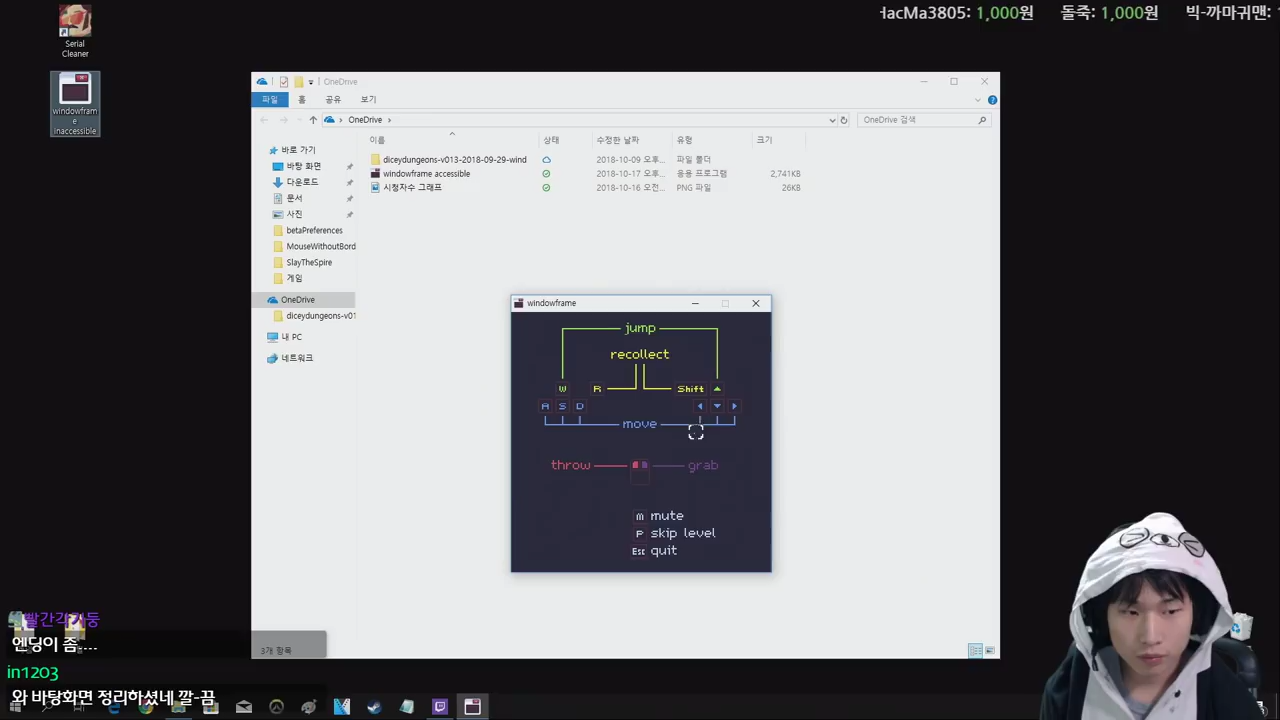 HacMa3805: 1,000원 돌죽: 1,000원 빅-까마귀맨:
Serial
Cleaner
windowfram
e
inaccessible
OneDrive
파일 홈 공유 보기
OneDrive
OneDrive 검색
이름 상태 수정한 날짜 유형 크기
diceydungeons-v013-2018-09-29-wind 2018-10-09 오후... 파일 폴더
windowframe accessible 2018-10-17 오후... 응용 프로그램 2,741KB
시청자수 그래프 2018-10-16 오전... PNG 파일 26KB
바로 가기
바탕 화면
다운로드
문서
사진
betaPreferences
MouseWithoutBord
SlayTheSpire
게임
OneDrive
diceydungeons-v01
내 PC
네트워크
windowframe
jump
recollect
W R Shift
A S D
move
throw grab
M mute
P skip level
Esc quit
빨간각기둥
엔딩이 좀....
in1203
와 바탕화면 정리하셨네 깔-끔
3개 항목